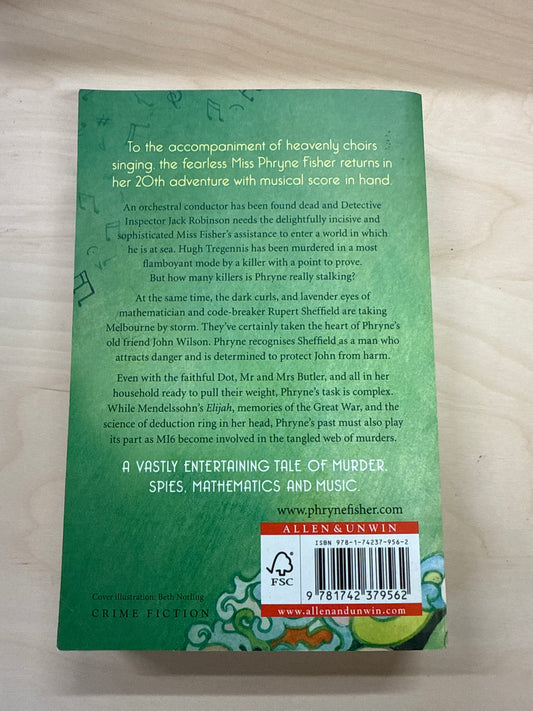 To the accompaniment of heavenly choirs
singing, the fearless Miss Phryne Fisher returns in
her 20th adventure with musical score in hand.
An orchestral conductor has been found dead and Detective
Inspector Jack Robinson needs the delightfully incisive and
sophisticated Miss Fisher's assistance to enter a world in which
he is at sea. Hugh Tregennis has been murdered in a most
flamboyant mode by a killer with a point to prove.
But how many killers is Phryne really stalking?
At the same time, the dark curls, and lavender eyes of
mathematician and code-breaker Rupert Sheffield are taking
Melbourne by storm. They've certainly taken the heart of Phryne's
old friend John Wilson. Phryne recognises Sheffield as a man who
attracts danger and is determined to protect John from harm.
Even with the faithful Dot, Mr and Mrs Butler, and all in her
household ready to pull their weight, Phryne's task is complex.
While Mendelssohn's Elijah, memories of the Great War, and the
science of deduction ring in her head, Phryne's past must also play
its part as MI6 become involved in the tangled web of murders.
A VASTLY ENTERTAINING TALE OF MURDER,
SPIES, MATHEMATICS AND MUSIC.
www.phrynefisher.com
ALLEN & UNWIN
ISBN 978-1-74237-956-2
FSC
9 781742 379562
www.allenandunwin.com
Cover illustration: Beth Norling
CRIME FICTION